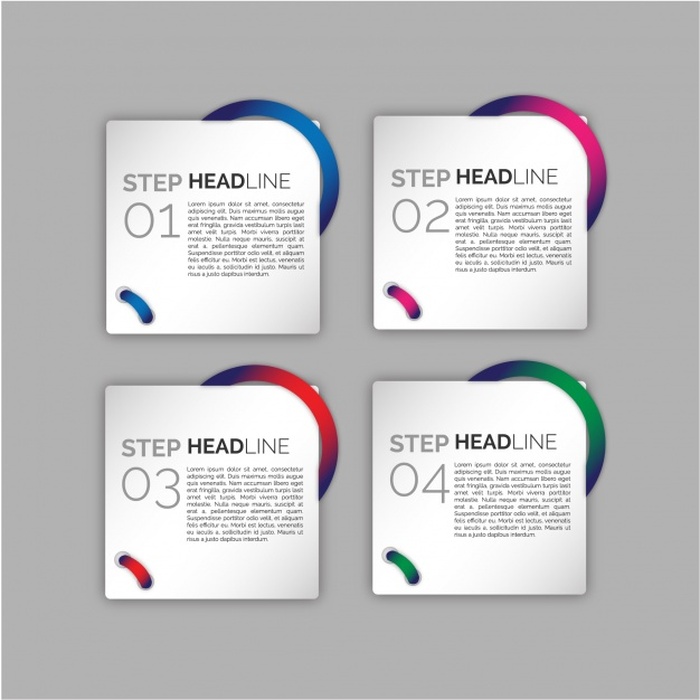 STEP HEADLINE
01
Lorem ipsum dolor sit amet, consectetur
adipiscing elit. Duis maximus mollis augue
quis venenatis. Nam accumsan libero eget
erat fringilla, gravida vestibulum turpis iast
amet velit turpis. Morbi viverra porttitor
molestie. Nulla neque mauris, suscipit at
erat a, pellentesque elementum quam.
Suspendisse porttitor odio velit, et aliquam
felis efficitur eu. Morbi est lectus, venenatis
eu iaculis a, sollicitudin id justo. Mauris ut
risus a justo dapibus interdum.
STEP HEADLINE
02
Lorem ipsum dolor sit amet, consectetur
adipiscing elit. Duis maximus mollis augue
quis venenatis. Nam accumsan libero eget
erat fringilla, gravida vestibulum turpis iast
amet velit turpis. Morbi viverra porttitor
molestie. Nulla neque mauris, suscipit at
erat a, pellentesque elementum quam.
Suspendisse porttitor odio velit, et aliquam
felis efficitur eu. Morbi est lectus, venenatis
eu iaculis a, sollicitudin id justo. Mauris ut
risus a justo dapibus interdum.
STEP HEADLINE
03
Lorem ipsum dolor sit amet, consectetur
adipiscing elit. Duis maximus mollis augue
quis venenatis. Nam accumsan libero eget
erat fringilla, gravida vestibulum turpis iast
amet velit turpis. Morbi viverra porttitor
molestie. Nulla neque mauris, suscipit at
erat a, pellentesque elementum quam.
Suspendisse porttitor odio velit, et aliquam
felis efficitur eu. Morbi est lectus, venenatis
eu iaculis a, sollicitudin id justo. Mauris ut
risus a justo dapibus interdum.
STEP HEADLINE
04
Lorem ipsum dolor sit amet, consectetur
adipiscing elit. Duis maximus mollis augue
quis venenatis. Nam accumsan libero eget
erat fringilla, gravida vestibulum turpis iast
amet velit turpis. Morbi viverra porttitor
molestie. Nulla neque mauris, suscipit at
erat a, pellentesque elementum quam.
Suspendisse porttitor odio velit, et aliquam
felis efficitur eu. Morbi est lectus, venenatis
eu iaculis a, sollicitudin id justo. Mauris ut
risus a justo dapibus interdum.